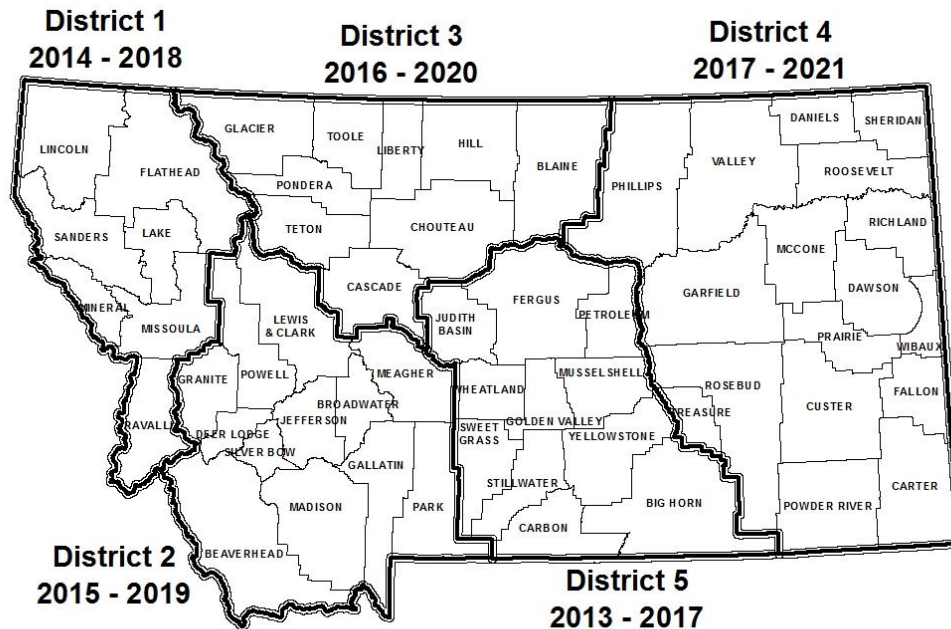 District 1
2014 - 2018
District 3
2016 - 2020
District 4
2017 - 2021
LINCOLN
FLATHEAD
GLACIER
TOOLE
LIBERTY
HILL
BLAINE
PHILLIPS
VALLEY
DANIELS
SHERIDAN
ROOSEVELT
PONDERA
SANDERS
LAKE
TETON
CHOUTEAU
RICHLAND
MCCONE
MINERAL
MISSOULA
CASCADE
JUDITH
BASIN
FERGUS
PETROLEUM
GARFIELD
DAWSON
LEWIS
& CLARK
PRAIRIE
WIBAUX
GRANITE
POWELL
MEAGHER
WHEATLAND
MUSSELSHELL
ROSEBUD
FALLON
RAVALLI
BROADWATER
JEFFERSON
GOLDEN VALLEY
TREASURE
CUSTER
DEER LODGE
SILVER BOW
SWEET
GRASS
YELLOWSTONE
GALLATIN
STILLWATER
MADISON
PARK
BIG HORN
CARTER
POWDER RIVER
CARBON
BEAVERHEAD
District 2
2015 - 2019
District 5
2013 - 2017